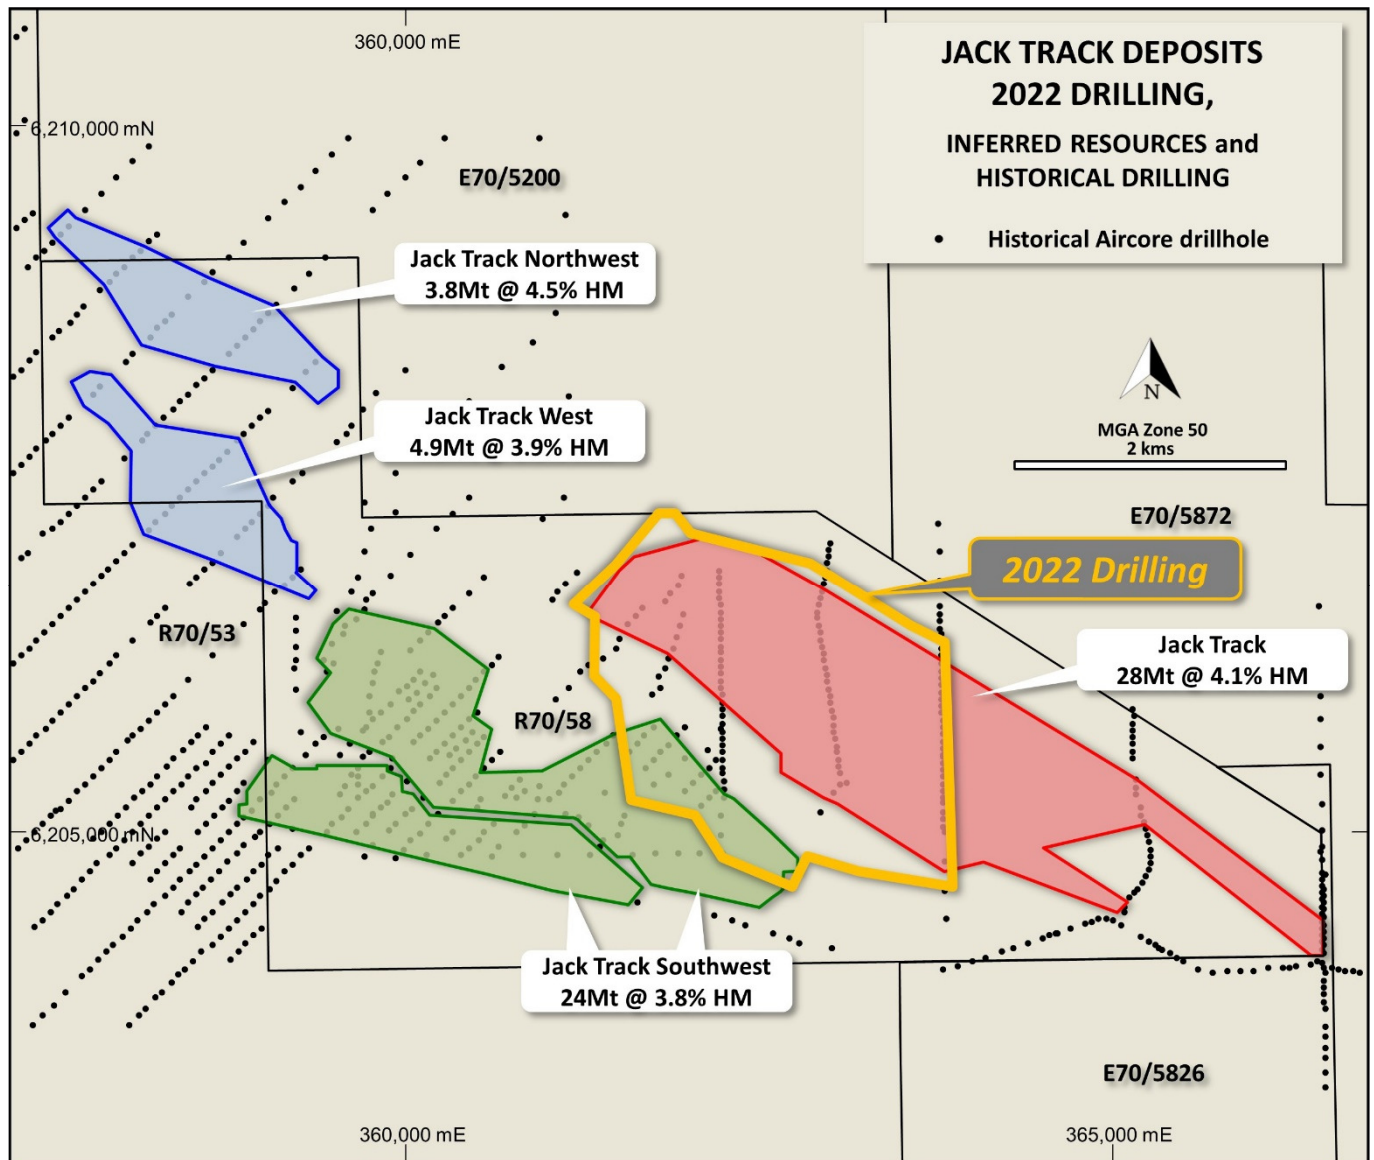 360,000 mE
JACK TRACK DEPOSITS
2022 DRILLING,
INFERRED RESOURCES and
HISTORICAL DRILLING
• Historical Aircore drillhole
6,210,000 mN
E70/5200
Jack Track Northwest
3.8Mt @ 4.5% HM
N
MGA Zone 50
2 kms
Jack Track West
4.9Mt @ 3.9% HM
E70/5872
2022 Drilling
R70/53
Jack Track
28Mt @ 4.1% HM
R70/58
6,205,000 mN
Jack Track Southwest
24Mt @ 3.8% HM
E70/5826
360,000 mE
365,000 mE